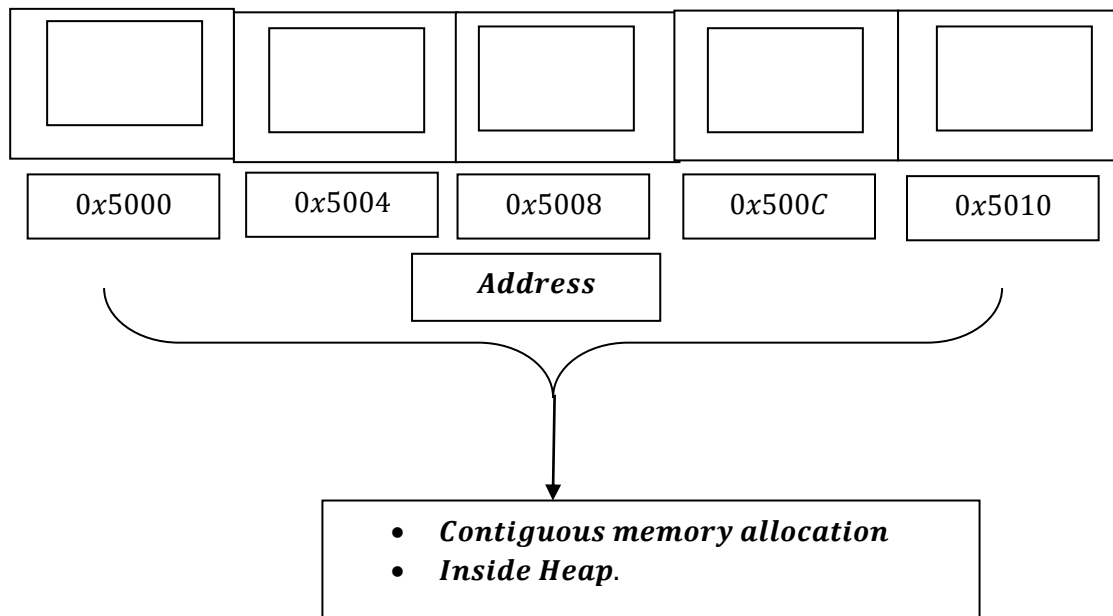 0x5000 0x5004 0x5008 0x500C 0x5010
Address
• Contiguous memory allocation
• Inside Heap.